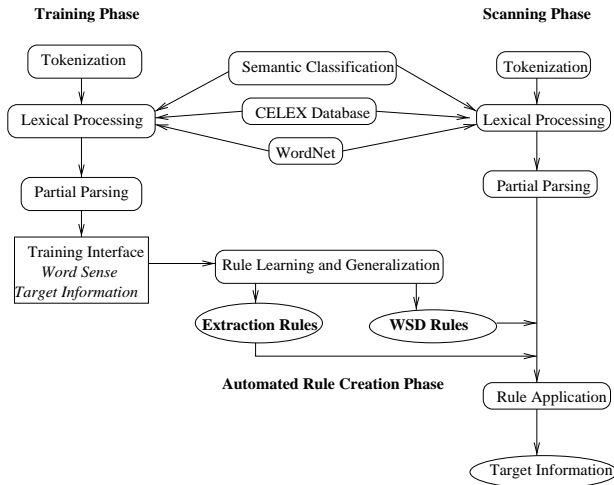 Training Phase
Scanning Phase
Tokenization
Semantic Classification
Tokenization
Lexical Processing
CELEX Database
Lexical Processing
WordNet
Partial Parsing
Partial Parsing
Training Interface
Word Sense
Target Information
Rule Learning and Generalization
Extraction Rules
WSD Rules
Automated Rule Creation Phase
Rule Application
Target Information